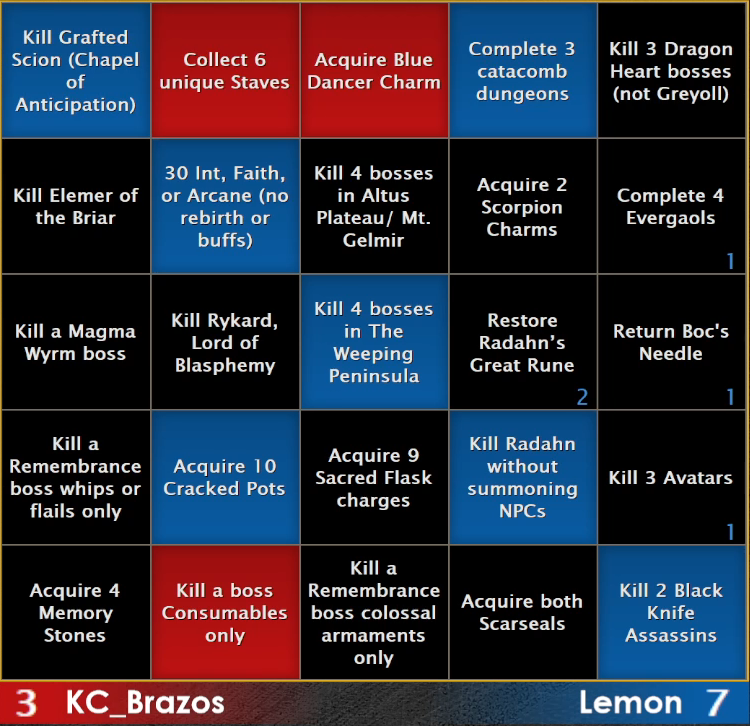 Kill Grafted
Scion (Chapel
of
Anticipation)
Collect 6
unique Staves
Acquire Blue
Dancer Charm
Complete 3
catacomb
dungeons
Kill 3 Dragon
Heart bosses
(not Greyoll)
Kill Elemer of
the Briar
30 Int, Faith,
or Arcane (no
rebirth or
buffs)
Kill 4 bosses
in Altus
Plateau/ Mt.
Gelmir
Acquire 2
Scorpion
Charms
Complete 4
Evergaols
1
Kill a Magma
Wyrm boss
Kill Rykard,
Lord of
Blasphemy
Kill 4 bosses
in The
Weeping
Peninsula
Restore
Radahn’s
Great Rune
2
Return Boc's
Needle
1
Kill a
Remembrance
boss whips or
flails only
Acquire 10
Cracked Pots
Acquire 9
Sacred Flask
charges
Kill Radahn
without
summoning
NPCs
Kill 3 Avatars
1
Acquire 4
Memory
Stones
Kill a boss
Consumables
only
Kill a
Remembrance
boss colossal
armaments
only
Acquire both
Scarseals
Kill 2 Black
Knife
Assassins
3 KC_Brazos
Lemon 7